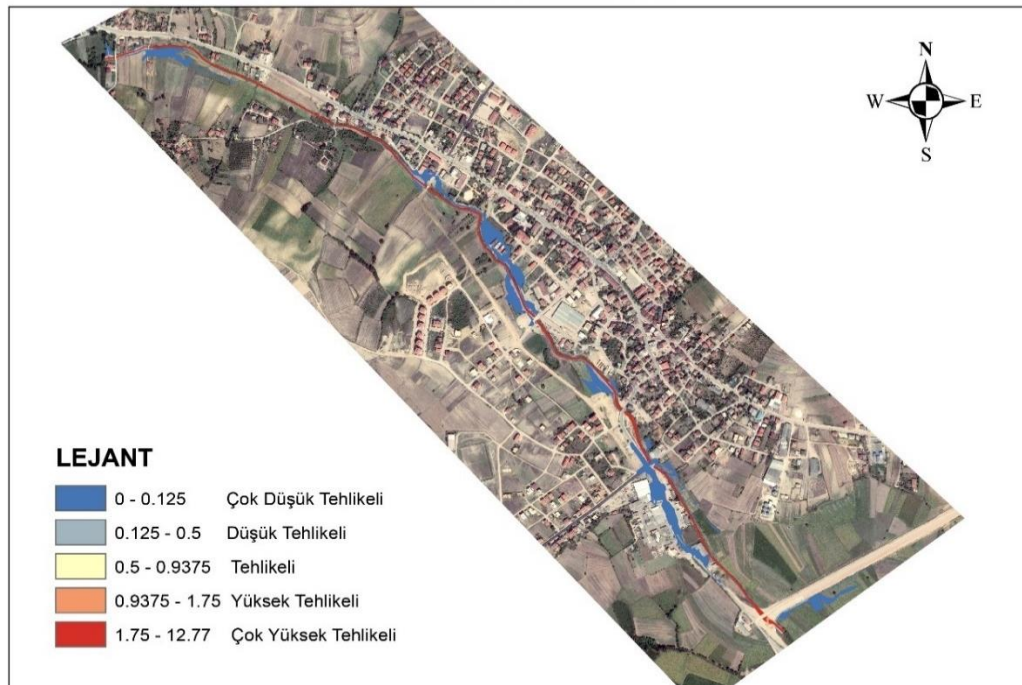 N
W E
S
LEJANT
0 - 0.125 Çok Düşük Tehlikeli
0.125 - 0.5 Düşük Tehlikeli
0.5 - 0.9375 Tehlikeli
0.9375 - 1.75 Yüksek Tehlikeli
1.75 - 12.77 Çok Yüksek Tehlikeli